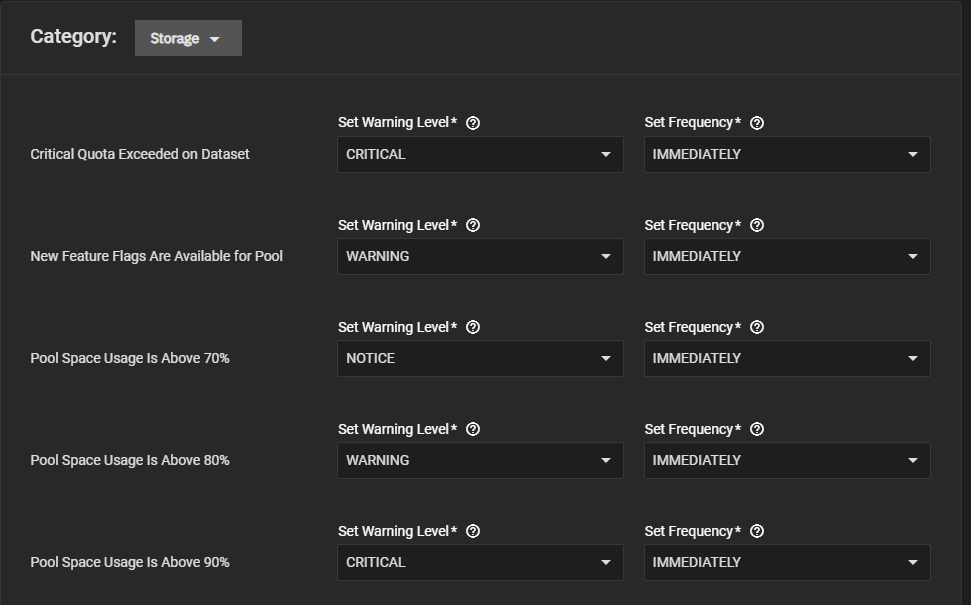 Category: Storage
Set Warning Level* Set Frequency*
Critical Quota Exceeded on Dataset CRITICAL IMMEDIATELY
Set Warning Level* Set Frequency*
New Feature Flags Are Available for Pool WARNING IMMEDIATELY
Set Warning Level* Set Frequency*
Pool Space Usage Is Above 70% NOTICE IMMEDIATELY
Set Warning Level* Set Frequency*
Pool Space Usage Is Above 80% WARNING IMMEDIATELY
Set Warning Level* Set Frequency*
Pool Space Usage Is Above 90% CRITICAL IMMEDIATELY